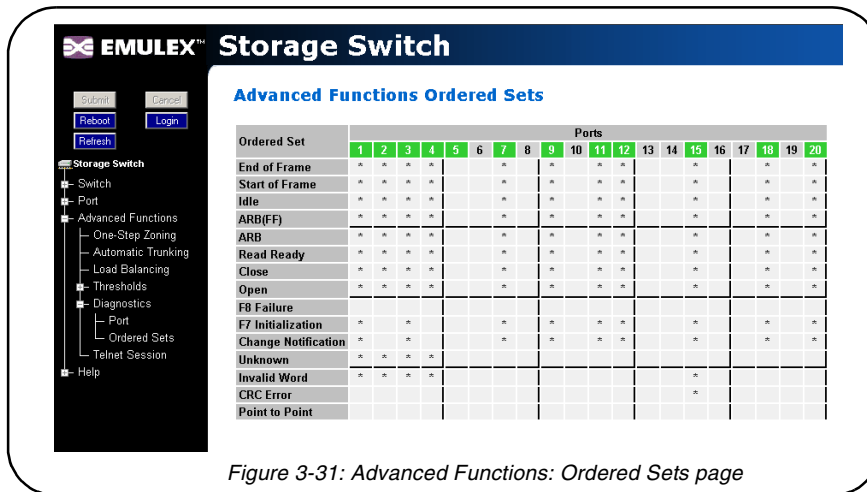 EMULEX™ Storage Switch
Submit Cancel
Reboot Login
Refresh
Storage Switch
Switch
Port
Advanced Functions
One-Step Zoning
Automatic Trunking
Load Balancing
Thresholds
Diagnostics
Port
Ordered Sets
Telnet Session
Help
Advanced Functions Ordered Sets
Ordered Set Ports
1 2 3 4 5 6 7 8 9 10 11 12 13 14 15 16 17 18 19 20
End of Frame * * * * * * * * * * *
Start of Frame * * * * * * * * * * *
Idle * * * * * * * * * * *
ARB(FF) * * * * * * * * * * *
ARB * * * * * * * * * * *
Read Ready * * * * * * * * * * *
Close * * * * * * * * * * *
Open * * * * * * * * * * *
F8 Failure
F7 Initialization * * * * * * * * *
Change Notification * * * * * * * * *
Unknown * * * *
Invalid Word * * * * *
CRC Error *
Point to Point
Figure 3-31: Advanced Functions: Ordered Sets page